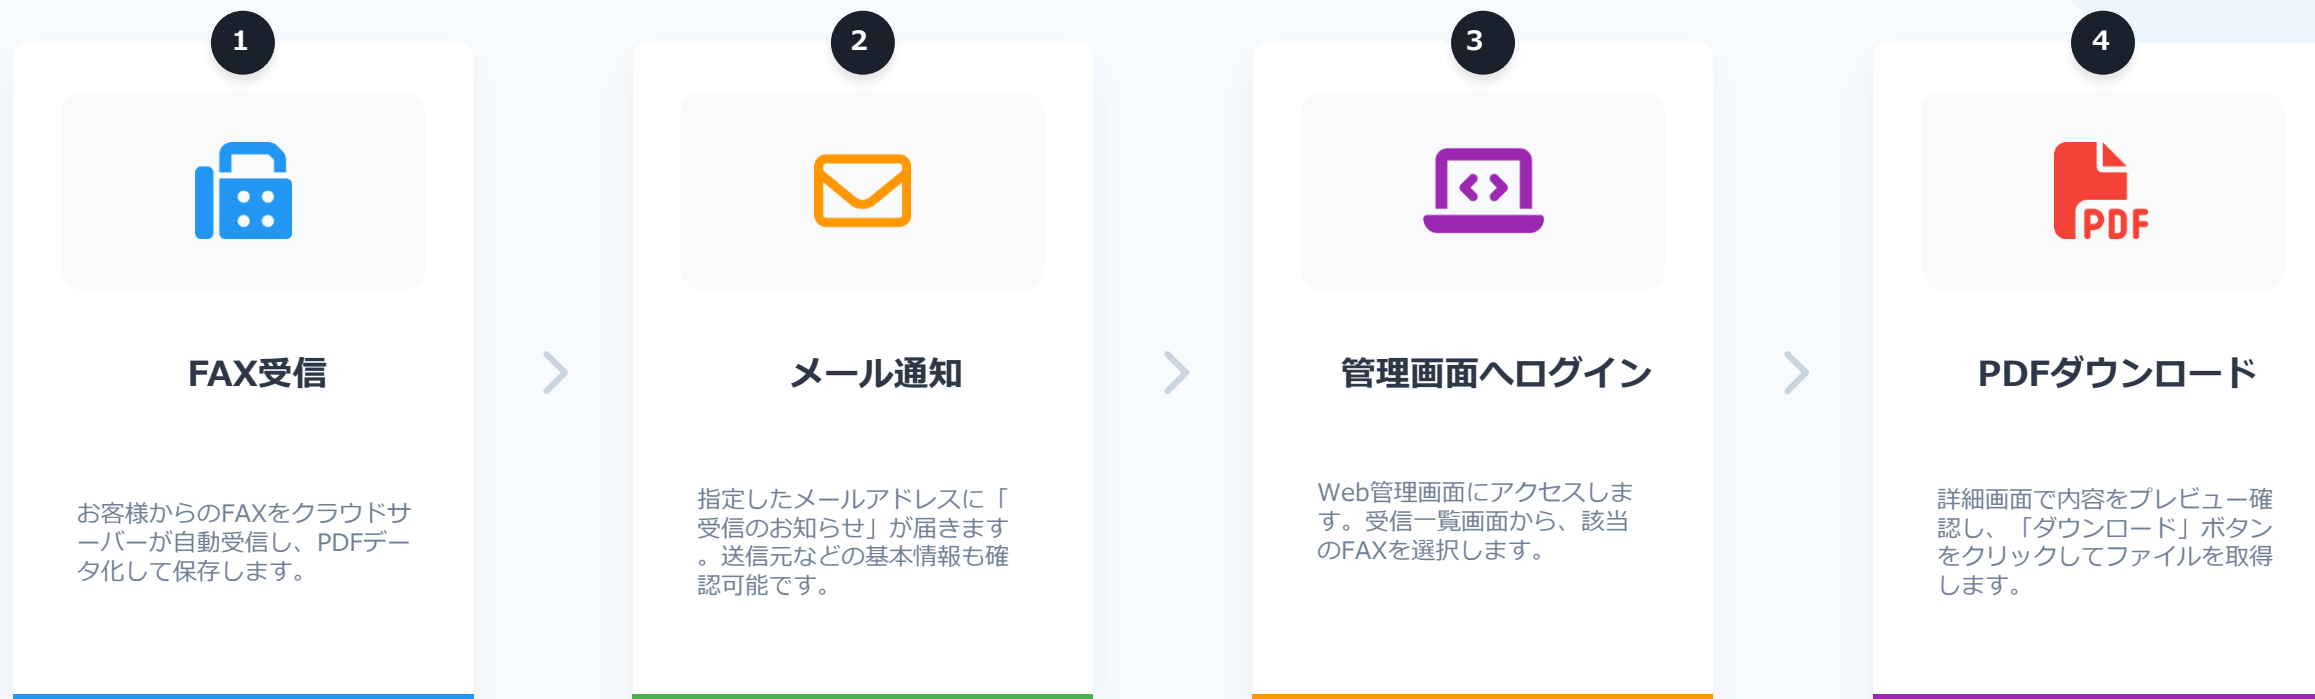 1
FAX受信
お客様からのFAXをクラウドサ
ーバーが自動受信し、PDFデー
タ化して保存します。
2
メール通知
指定したメールアドレスに「
受信のお知らせ」が届きます
。送信元などの基本情報も確
認可能です。
3
管理画面へログイン
Web管理画面にアクセスしま
す。受信一覧画面から、該当
のFAXを選択します。
4
PDF
PDFダウンロード
詳細画面で内容をプレビュー確
認し、「ダウンロード」ボタン
をクリックしてファイルを取得
します。